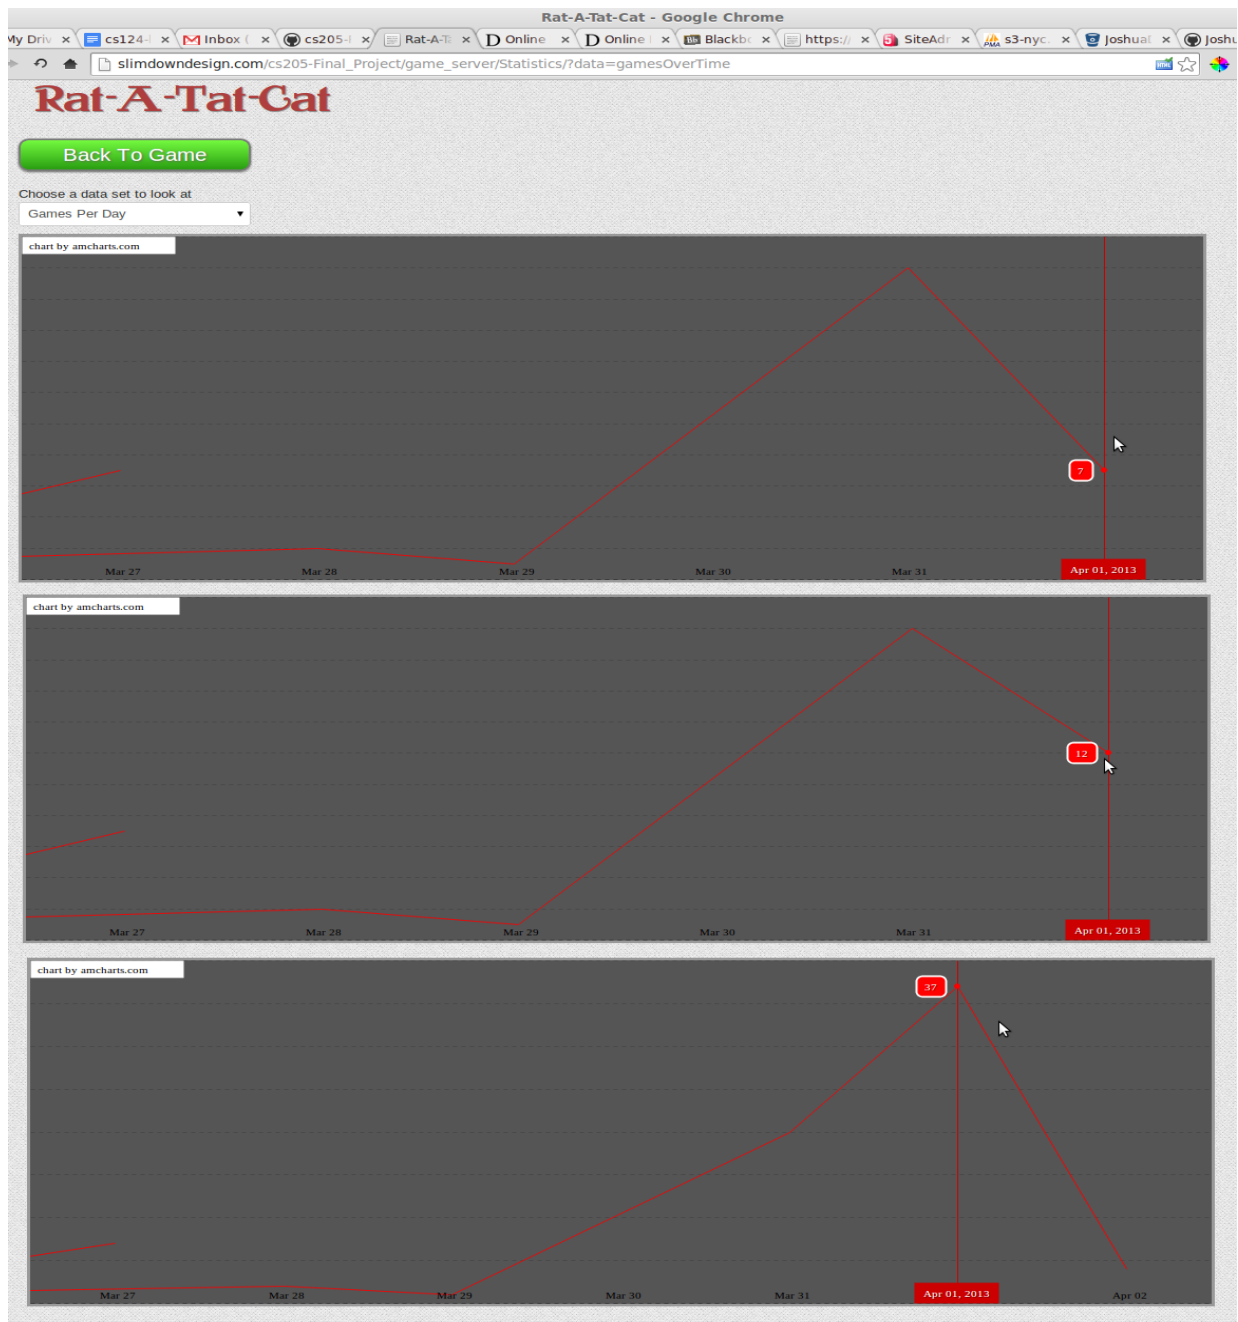 Rat-A-Tat-Cat - Google Chrome
My Driv cs124- Inbox ( cs205- Rat-A-T Online Online Blackbo https:// SiteAdr s3-nyc. Joshua Joshu
slimdowndesign.com/cs205-Final_Project/game_server/Statistics/?data=gamesOverTime
Rat-A-Tat-Cat
Back To Game
Choose a data set to look at
Games Per Day
chart by amcharts.com
7
Mar 27 Mar 28 Mar 29 Mar 30 Mar 31 Apr 01, 2013
chart by amcharts.com
12
Mar 27 Mar 28 Mar 29 Mar 30 Mar 31 Apr 01, 2013
chart by amcharts.com
37
Mar 27 Mar 28 Mar 29 Mar 30 Mar 31 Apr 01, 2013 Apr 02